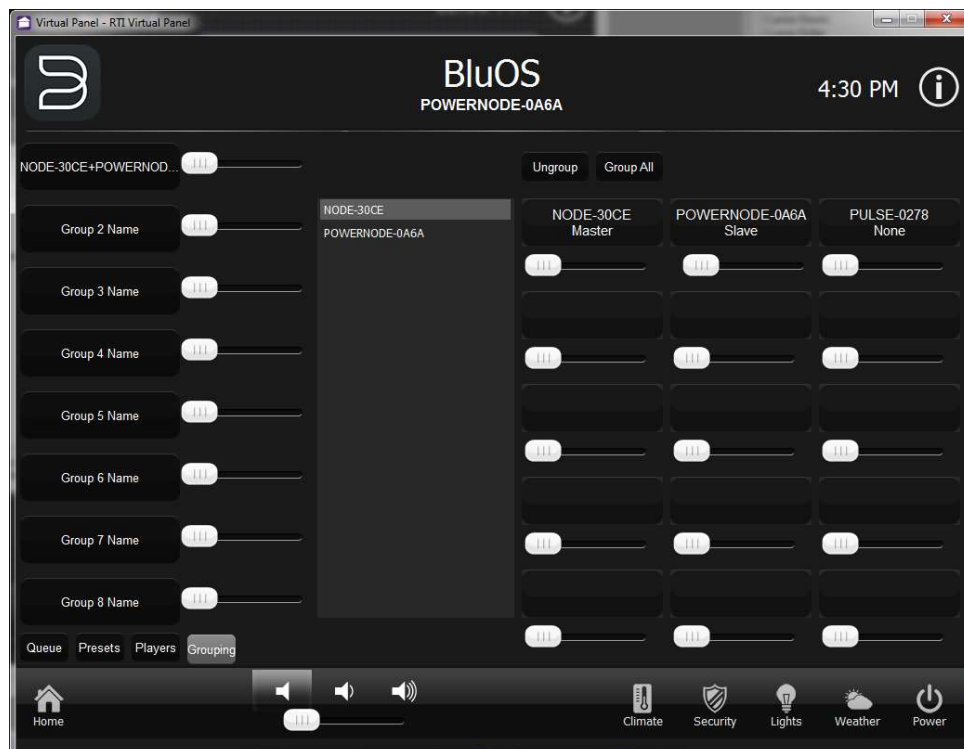 Virtual Panel - RTI Virtual Panel
BluOS
POWERNODE-0A6A
4:30 PM
NODE-30CE+POWERNOD...
Group 2 Name
Group 3 Name
Group 4 Name
Group 5 Name
Group 6 Name
Group 7 Name
Group 8 Name
NODE-30CE
POWERNODE-0A6A
Ungroup Group All
NODE-30CE
Master
POWERNODE-0A6A
Slave
PULSE-0278
None
Queue Presets Players Grouping
Home
Climate Security Lights Weather Power